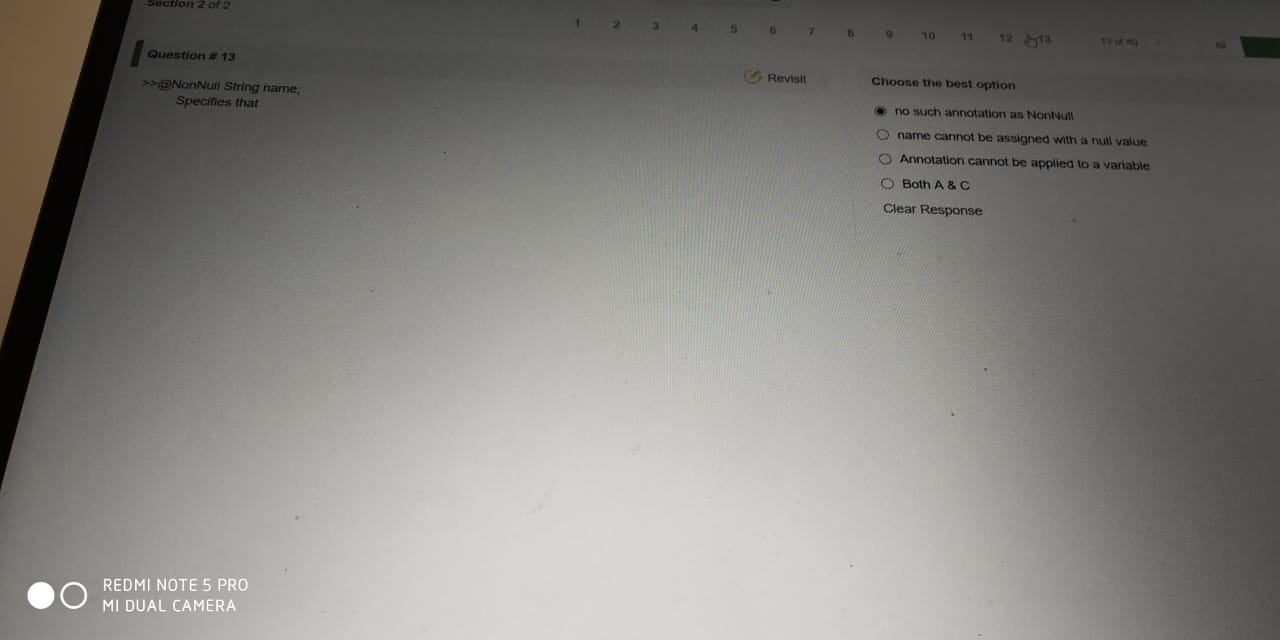 Section 2 of 2
1 2 3 4 5 6 7 8 9 10 11 12 13
13 of 40
Question # 13
Revisit
>>@NonNull String name;
Specifies that
Choose the best option
no such annotation as NonNull
name cannot be assigned with a null value
Annotation cannot be applied to a variable
Both A & C
Clear Response
REDMI NOTE 5 PRO
MI DUAL CAMERA